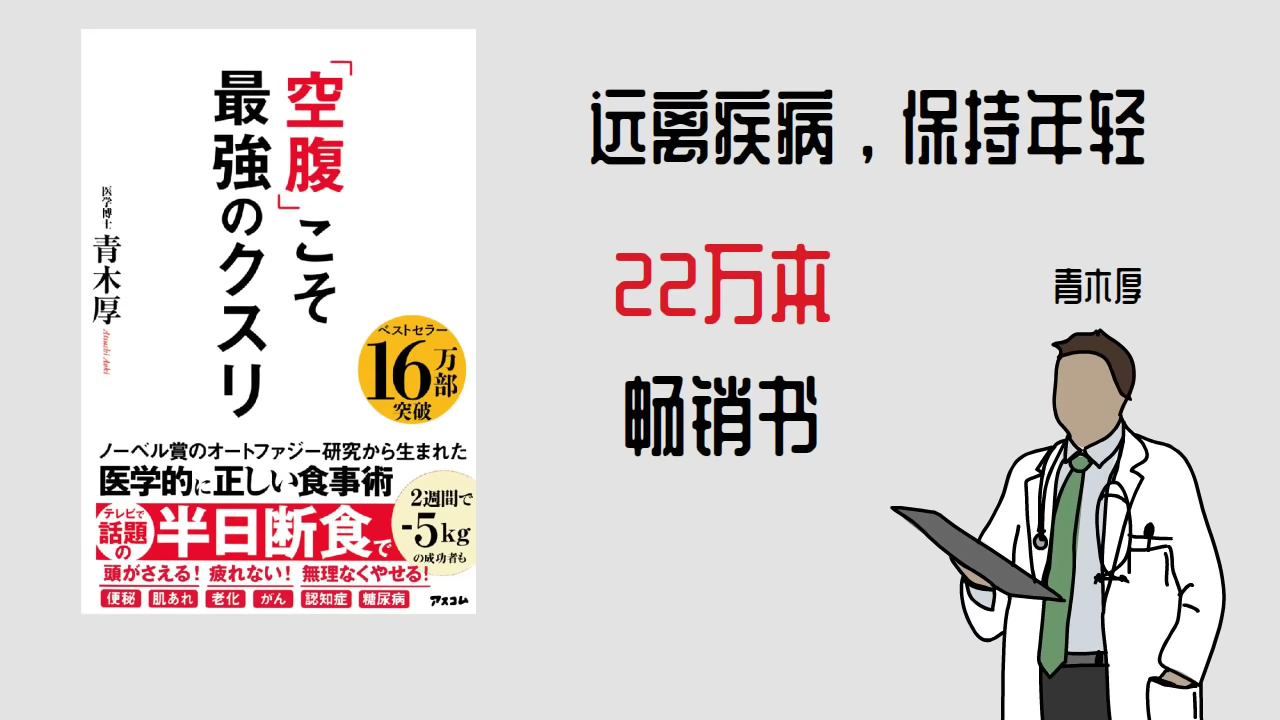 「空腹」こそ
最強のクスリ
医学博士
青木厚
Atsushi Aoki
ベストセラー
16万部
突破
ノーベル賞のオートファジー研究から生まれた
医学的に正しい食事術
2週間で
-5kg
の成功者も
テレビで
話題
の
半日断食で
頭がさえる！ 疲れない！ 無理なくやせる！
便秘 肌あれ 老化 がん 認知症 糖尿病
アスコム
远离疾病，保持年轻
22万本
畅销书
青木厚